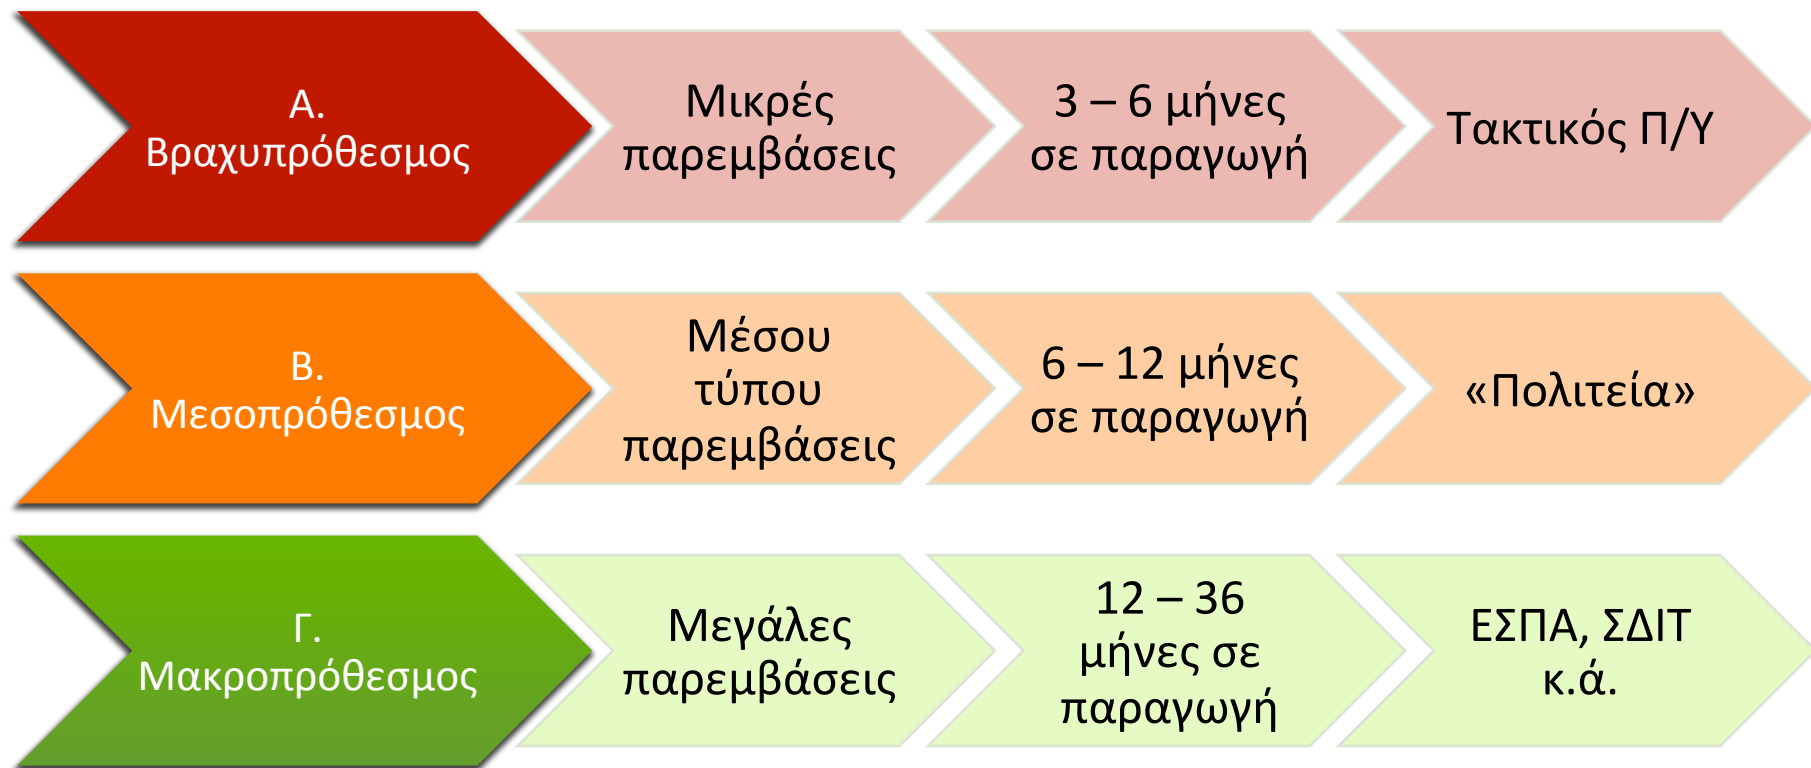 Α.
Βραχυπρόθεσμος
Μικρές
παρεμβάσεις
3 – 6 μήνες
σε παραγωγή
Τακτικός Π/Υ
Β.
Μεσοπρόθεσμος
Μέσου
τύπου
παρεμβάσεις
6 – 12 μήνες
σε παραγωγή
«Πολιτεία»
Γ.
Μακροπρόθεσμος
Μεγάλες
παρεμβάσεις
12 – 36
μήνες σε
παραγωγή
ΕΣΠΑ, ΣΔΙΤ
κ.ά.